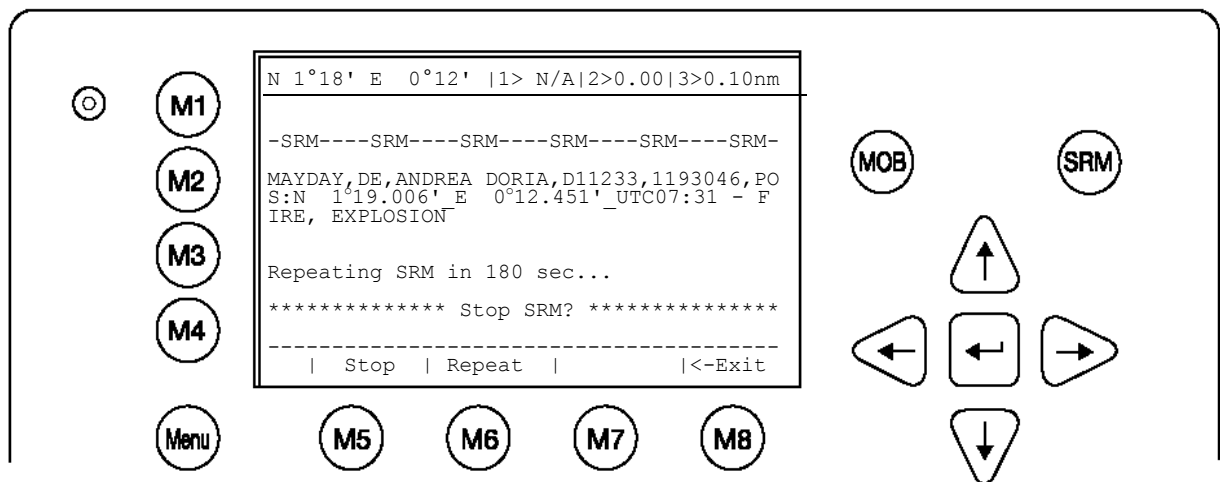 N 1°18' E  0°12' |1> N/A|2>0.00|3>0.10nm
-SRM----SRM----SRM----SRM----SRM----SRM-
MAYDAY,DE,ANDREA DORIA,D11233,1193046,PO
S:N  1°19.006'_E  0°12.451'_UTC07:31 - F
IRE, EXPLOSION
Repeating SRM in 180 sec...
************** Stop SRM? ***************
----------------------------------------
| Stop | Repeat | |<-Exit
M1
M2
M3
M4
Menu
M5
M6
M7
M8
MOB
SRM